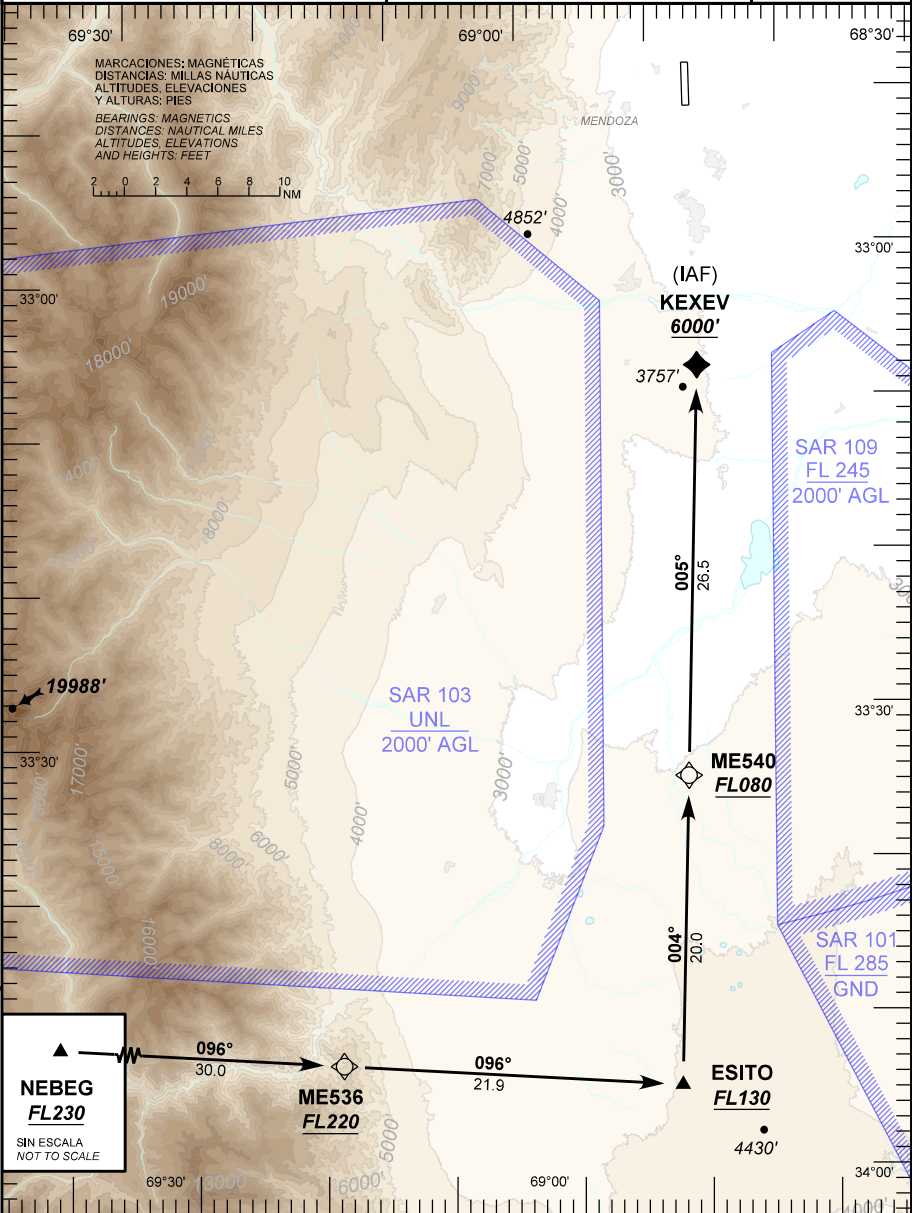 69°30'
69°00'
68°30'
MARCACIONES: MAGNÉTICAS
DISTANCIAS: MILLAS NÁUTICAS
ALTITUDES, ELEVACIONES
Y ALTURAS: PIES
BEARINGS: MAGNETICS
DISTANCES: NAUTICAL MILES
ALTITUDES, ELEVATIONS
AND HEIGHTS: FEET
2 0 2 4 6 8 10
NM
11000'
9000'
7000'
5000'
4000'
3000'
MENDOZA
4852'
33°00'
33°00'
19000'
18000'
(IAF)
KEXEV
6000'
3757'
14000'
8000'
SAR 109
FL 245
2000' AGL
005°
26.5
19988'
SAR 103
UNL
2000' AGL
33°30'
33°30'
17000'
5000'
3000'
4000'
ME540
FL080
15000'
8000'
6000'
16000'
004°
20.0
SAR 101
FL 285
GND
NEBEG
FL230
SIN ESCALA
NOT TO SCALE
096°
30.0
ME536
FL220
096°
21.9
ESITO
FL130
4430'
5000'
6000'
13000'
34°00'
69°30'
69°00'
4000'